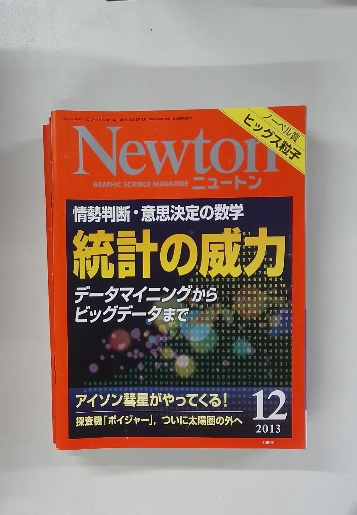 ノーベル賞
ヒッグス粒子
Newton
GRAPHIC SCIENCE MAGAZINE ニュートン
情勢判断・意思決定の数学
統計の威力
データマイニングから
ビッグデータまで
アイソン彗星がやってくる!
探査機「ボイジャー」，ついに太陽圏の外へ
12
2013